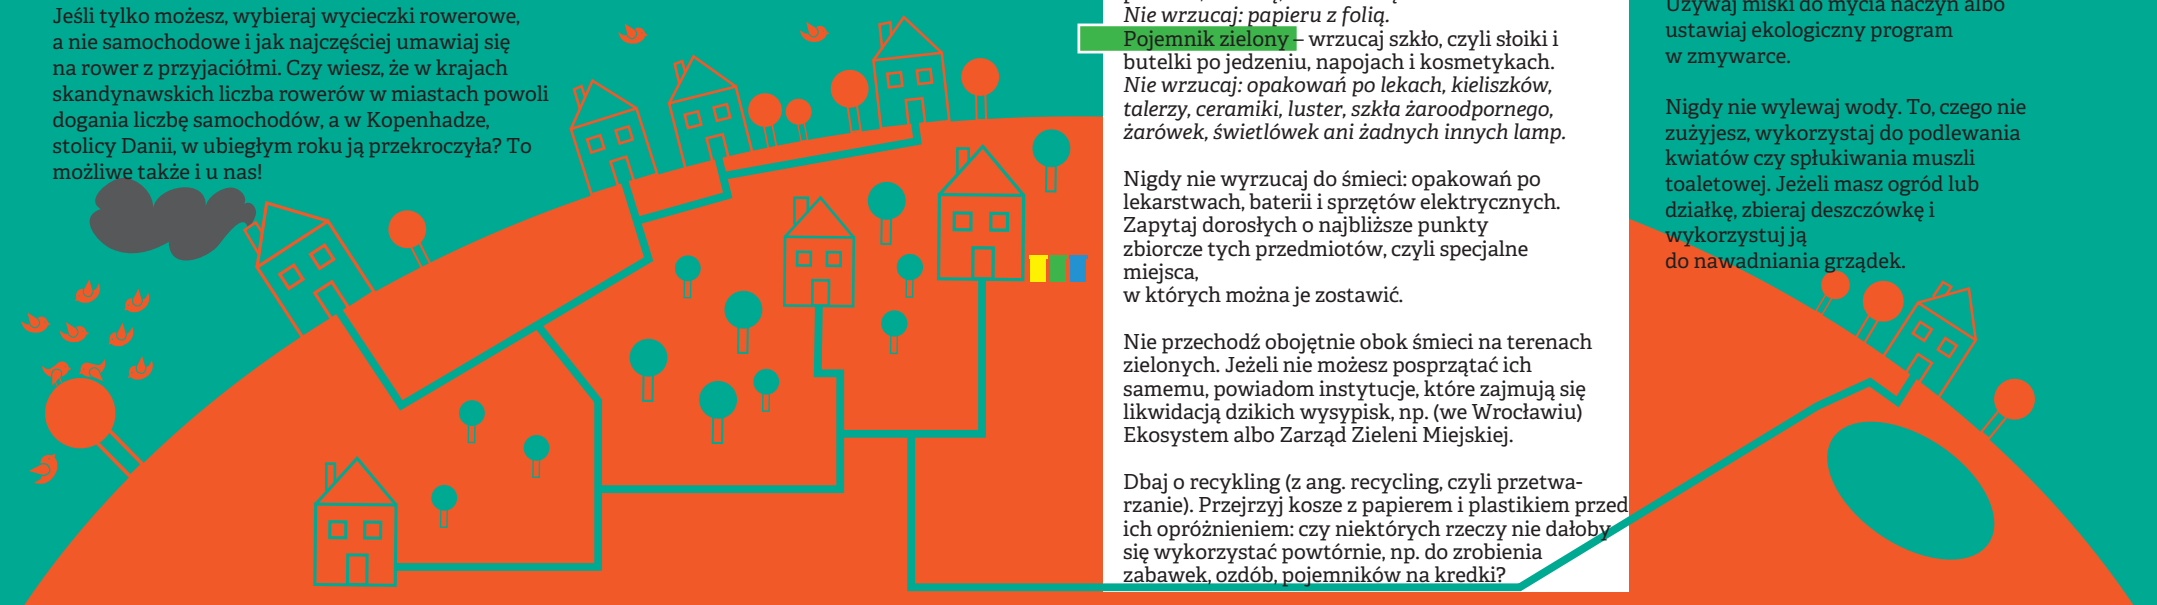 Jeśli tylko możesz, wybieraj wycieczki rowerowe,
a nie samochodowe i jak najczęściej umawiaj się
na rower z przyjaciółmi. Czy wiesz, że w krajach
skandynawskich liczba rowerów w miastach powoli
dogania liczbę samochodów, a w Kopenhadze,
stolicy Danii, w ubiegłym roku ją przekroczyła? To
możliwe także i u nas!
Nie wrzucaj: papieru z folią.
Pojemnik zielony – wrzucaj szkło, czyli słoiki i
butelki po jedzeniu, napojach i kosmetykach.
Nie wrzucaj: opakowań po lekach, kieliszków,
talerzy, ceramiki, luster, szkła żaroodpornego,
żarówek, świetlówek ani żadnych innych lamp.
Nigdy nie wyrzucaj do śmieci: opakowań po
lekarstwach, baterii i sprzętów elektrycznych.
Zapytaj dorosłych o najbliższe punkty
zbiorcze tych przedmiotów, czyli specjalne
miejsca,
w których można je zostawić.
Nie przechodź obojętnie obok śmieci na terenach
zielonych. Jeżeli nie możesz posprzątać ich
samemu, powiadom instytucje, które zajmują się
likwidacją dzikich wysypisk, np. (we Wrocławiu)
Ekosystem albo Zarząd Zieleni Miejskiej.
Dbaj o recykling (z ang. recycling, czyli przetwa-
rzanie). Przejrzyj kosze z papierem i plastikiem przed
ich opróżnieniem: czy niektórych rzeczy nie dałoby
się wykorzystać powtórnie, np. do zrobienia
zabawek, ozdób, pojemników na kredki?
Używaj miski do mycia naczyń albo
ustawiaj ekologiczny program
w zmywarce.
Nigdy nie wylewaj wody. To, czego nie
zużyjesz, wykorzystaj do podlewania
kwiatów czy spłukiwania muszli
toaletowej. Jeżeli masz ogród lub
działkę, zbieraj deszczówkę i
wykorzystuj ją
do nawadniania grządek.